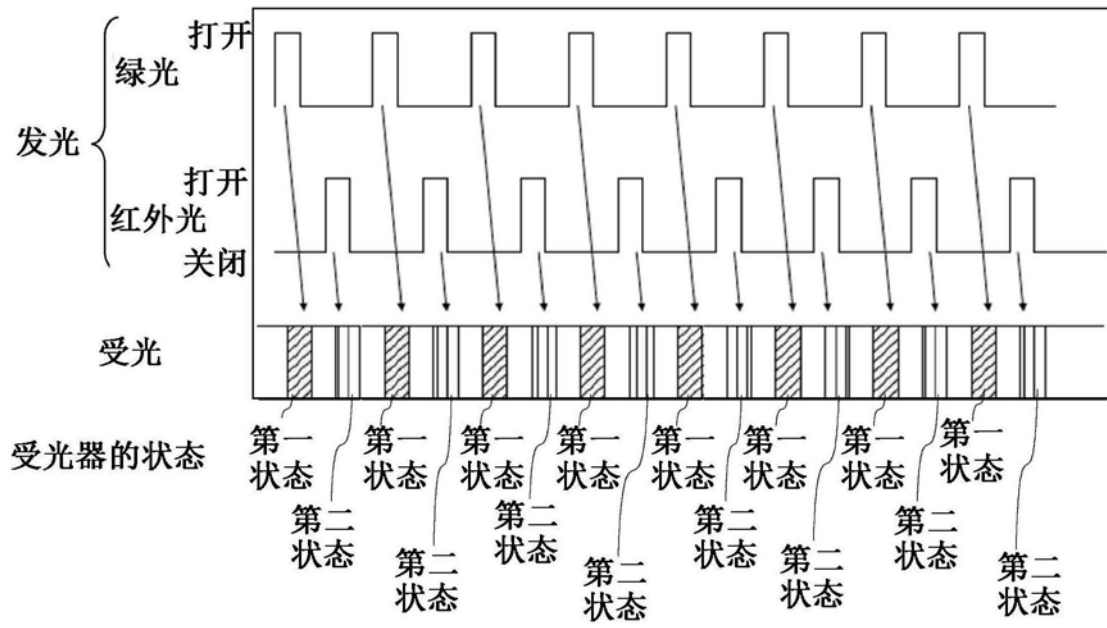 打开
绿光
发光
打开
红外光
关闭
受光
受光器的状态
第一
状态
第一
状态
第一
状态
第一
状态
第一
状态
第一
状态
第一
状态
第一
状态
第二
状态
第二
状态
第二
状态
第二
状态
第二
状态
第二
状态
第二
状态
第二
状态